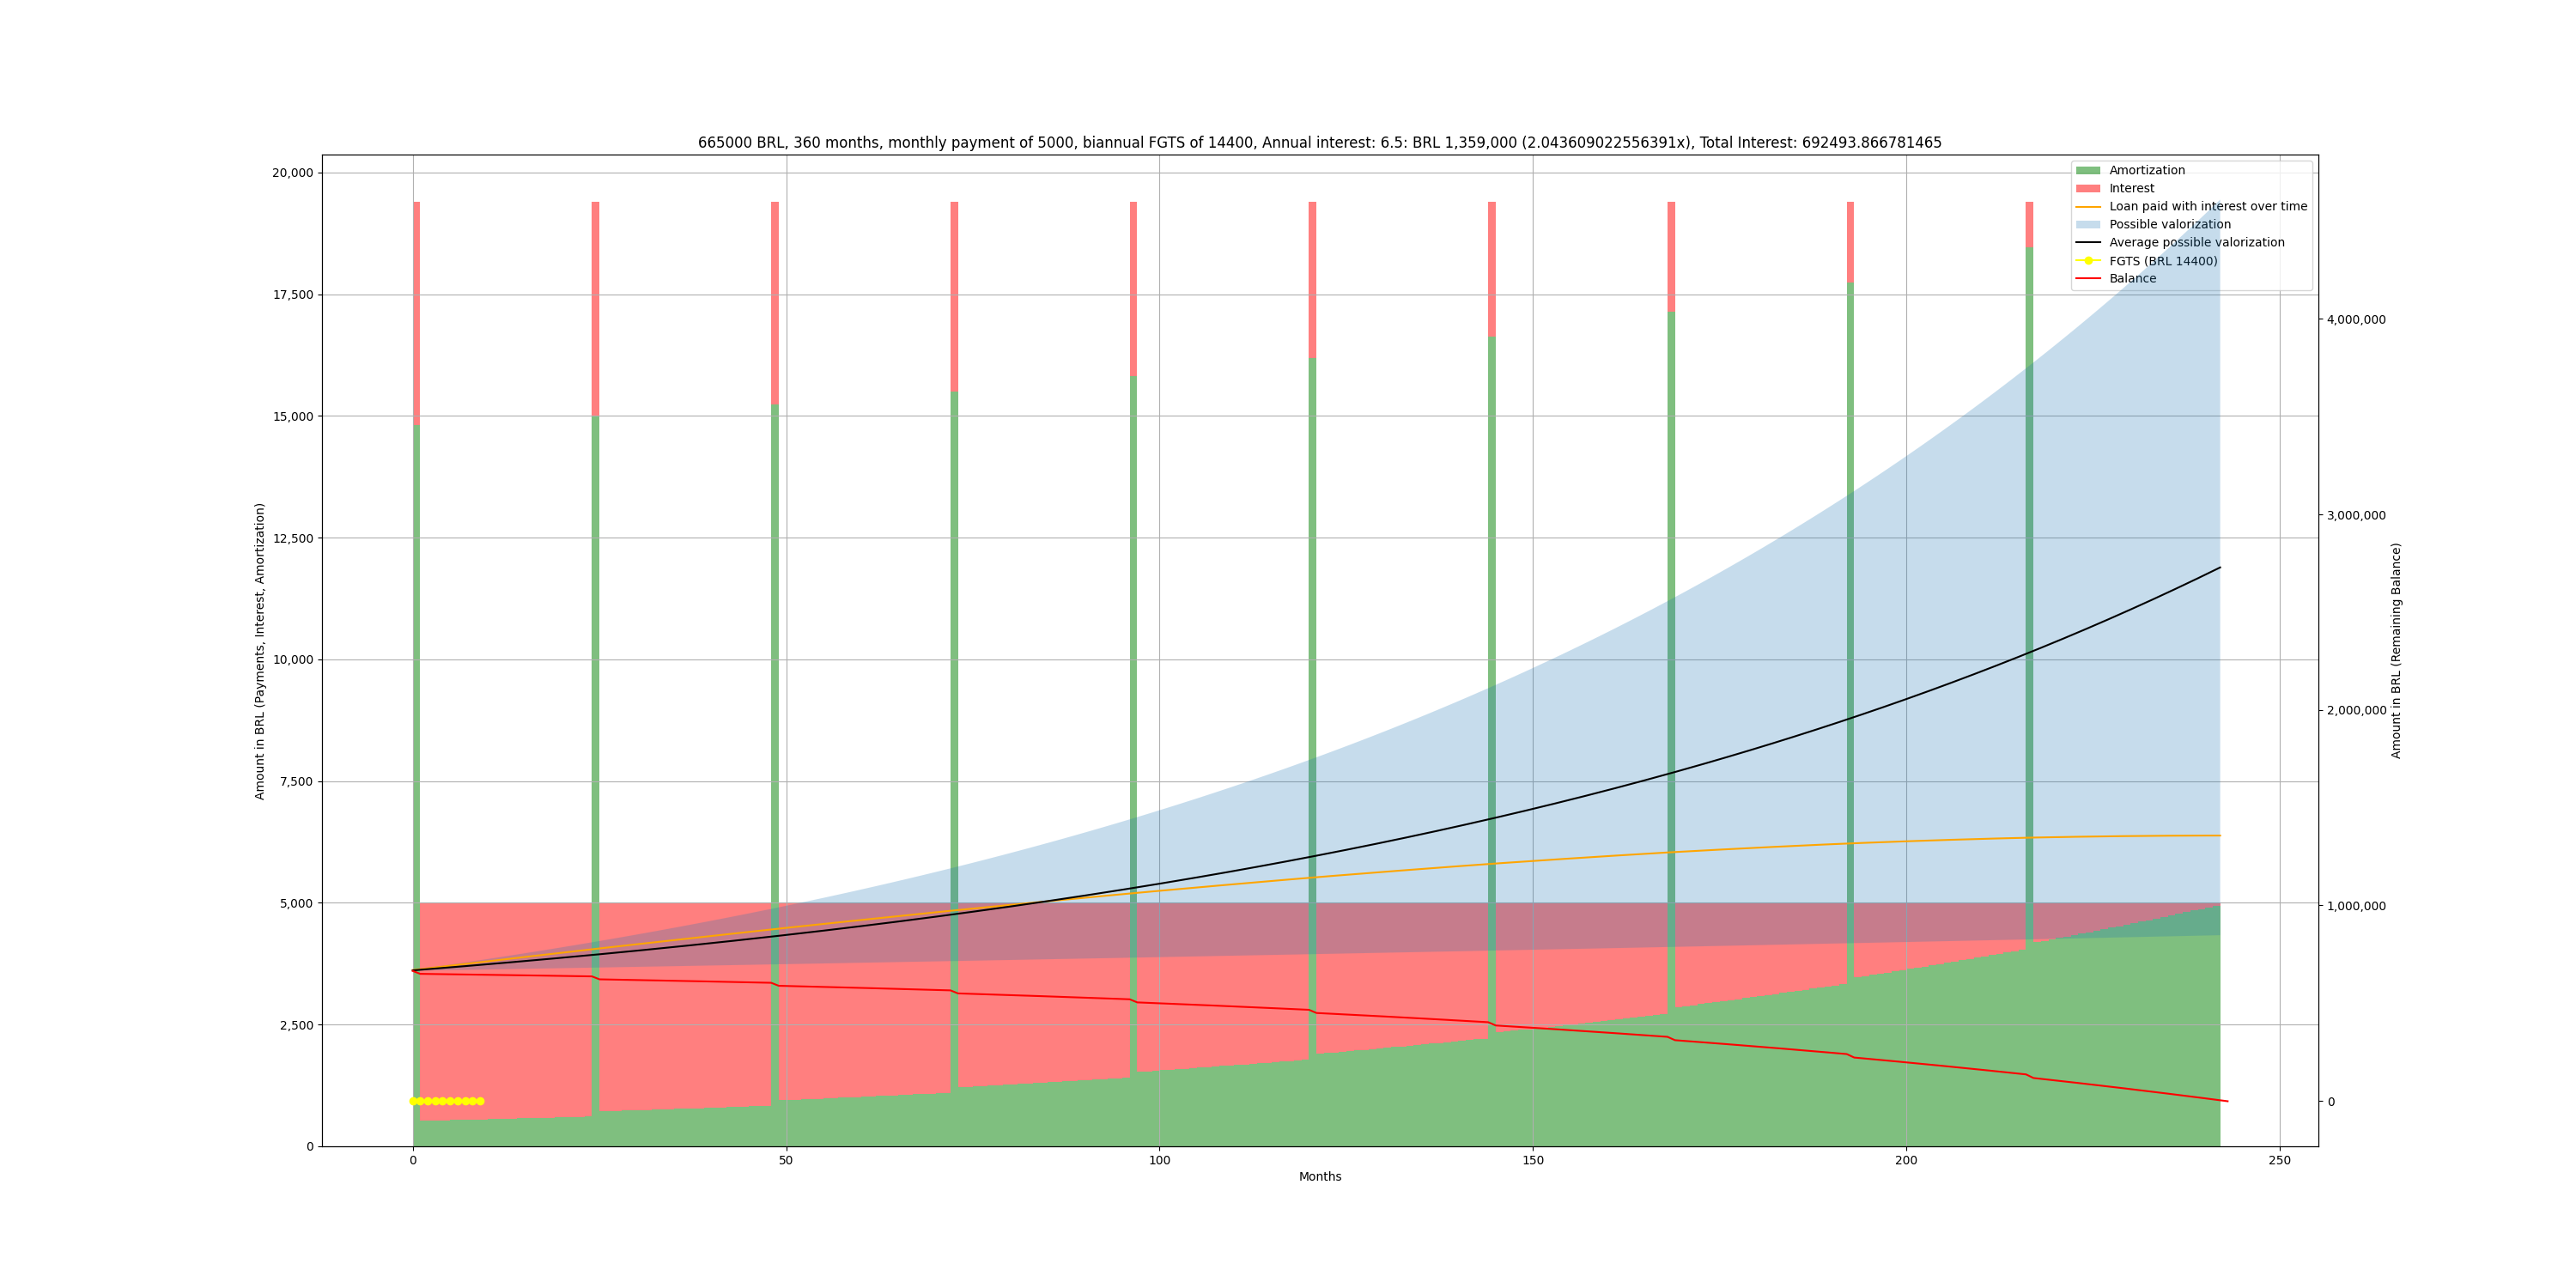 665000 BRL, 360 months, monthly payment of 5000, biannual FGTS of 14400, Annual interest: 6.5: BRL 1,359,000 (2.043609022556391x), Total Interest: 692493.866781465
Amortization
Interest
Loan paid with interest over time
Possible valorization
Average possible valorization
FGTS (BRL 14400)
Balance
Amount in BRL (Payments, Interest, Amortization)
20,000
17,500
15,000
12,500
10,000
7,500
5,000
2,500
0
4,000,000
3,000,000
2,000,000
1,000,000
0
Amount in BRL (Remaining Balance)
0 50 100 150 200 250
Months